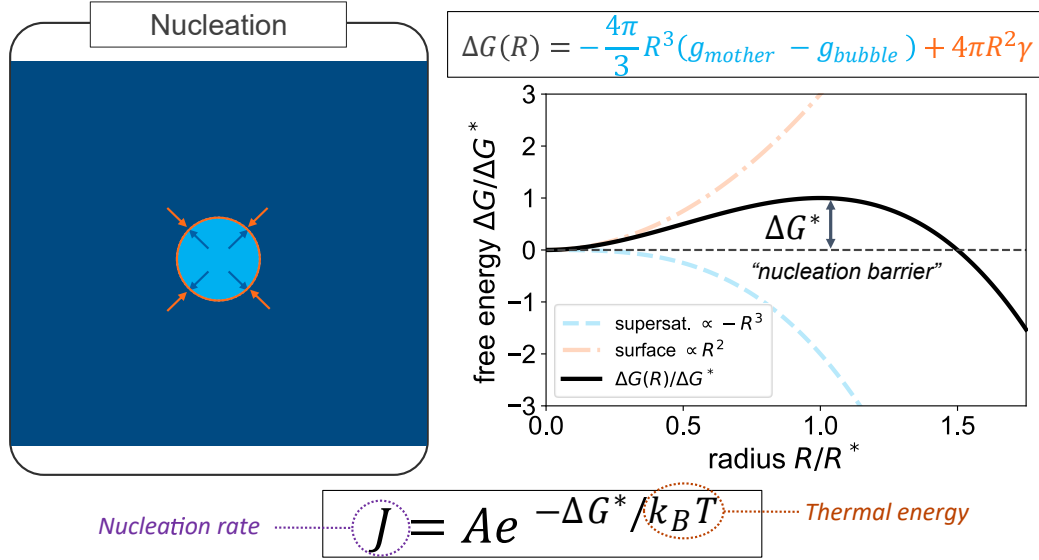 Nucleation
ΔG(R) = − 4π/3 R³(g_mother − g_bubble) + 4πR²γ
free energy ΔG/ΔG*
3
2
1
0
−1
−2
−3
ΔG*
"nucleation barrier"
supersat. ∝ − R³
surface ∝ R²
ΔG(R)/ΔG*
0.0 0.5 1.0 1.5
radius R/R*
Nucleation rate
J = Ae^−ΔG*/k_BT
Thermal energy